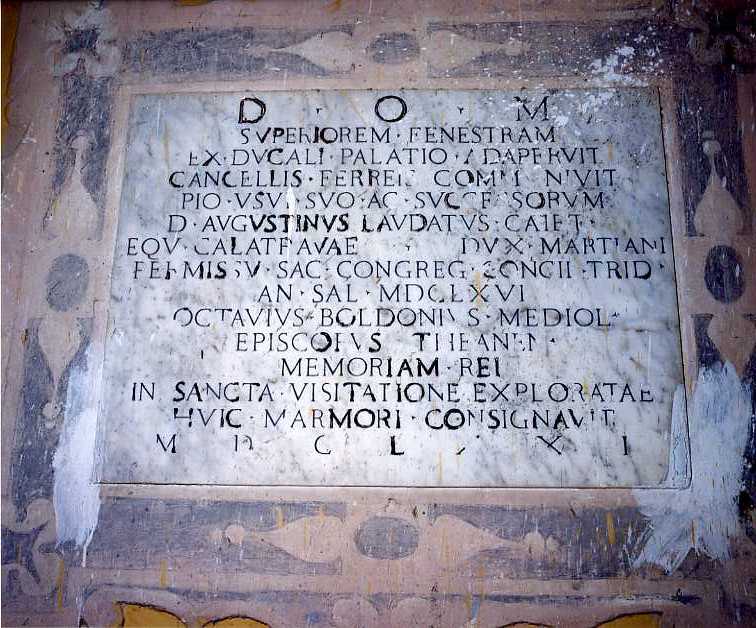 D · O · M
SVPERIOREM · FENESTRAM
EX · DVCALI · PALATIO · ADAPERVIT
CANCELLIS · FERREIS COMMVNIVIT
PIO · VSVI · SVO · AC · SVCCESSORVM
D · AVGVSTINVS LAVDATVS · CAIET ·
EQV · CALATRAVAE DVX · MARTIANI
PERMISSV · SAC · CONGREG · CONCII · TRID ·
AN · SAL · MDCLXVI
OCTAVIVS · BOLDONIVS · MEDIOL ·
EPISCOPVS THEANEN ·
MEMORIAM · REI
IN SANCTA · VISITATIONE EXPLORATAE
HVIC · MARMORI · CONSIGNAVIT
M D C L X X I